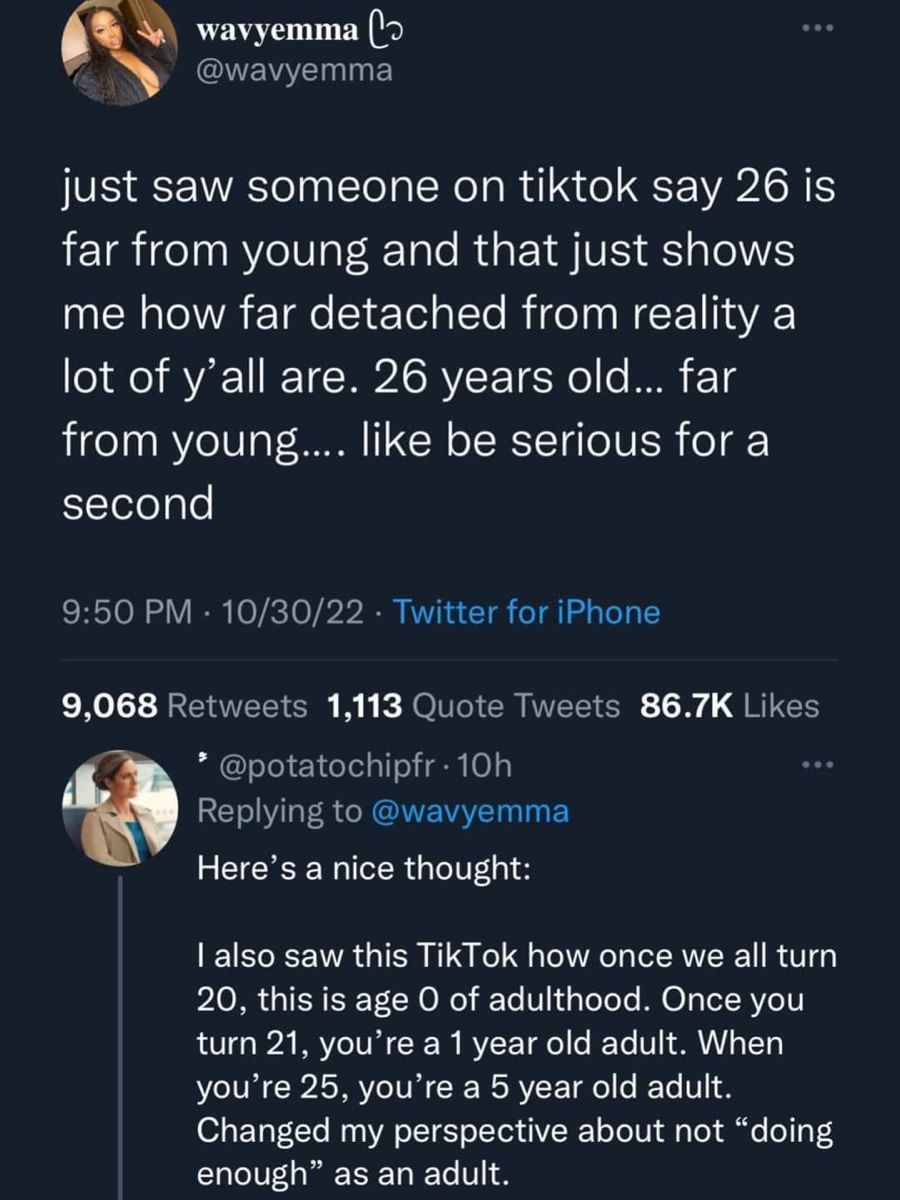 wavyemma
@wavyemma
just saw someone on tiktok say 26 is
far from young and that just shows
me how far detached from reality a
lot of y’all are. 26 years old... far
from young.... like be serious for a
second
9:50 PM · 10/30/22 · Twitter for iPhone
9,068 Retweets 1,113 Quote Tweets 86.7K Likes
@potatochipfr · 10h
Replying to @wavyemma
Here’s a nice thought:
I also saw this TikTok how once we all turn
20, this is age 0 of adulthood. Once you
turn 21, you’re a 1 year old adult. When
you’re 25, you’re a 5 year old adult.
Changed my perspective about not “doing
enough” as an adult.